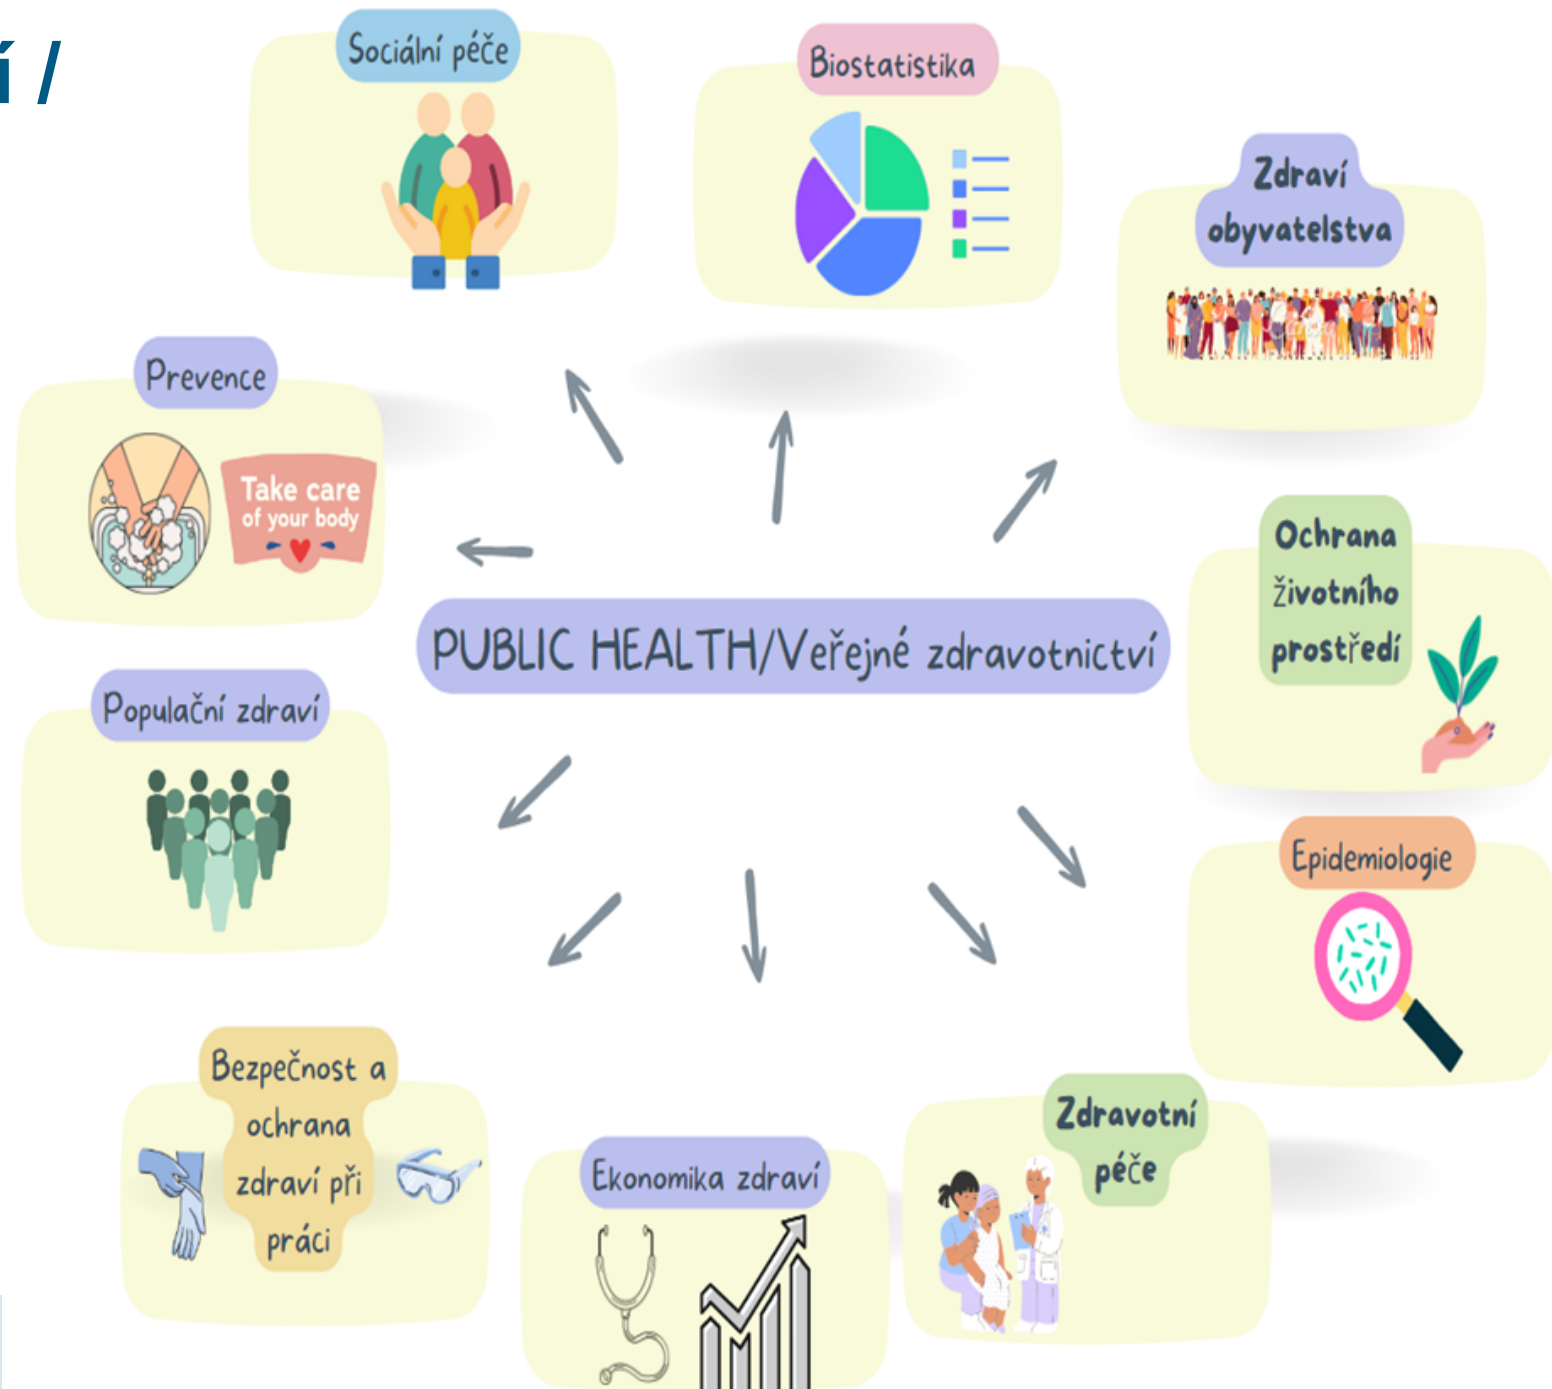 í /
Sociální péče
Biostatistika
Zdraví
obyvatelstva
Prevence
Take care
of your body
Ochrana
životního
prostředí
PUBLIC HEALTH/Veřejné zdravotnictví
Populační zdraví
Epidemiologie
Bezpečnost a
ochrana
zdraví při
práci
Ekonomika zdraví
Zdravotní
péče